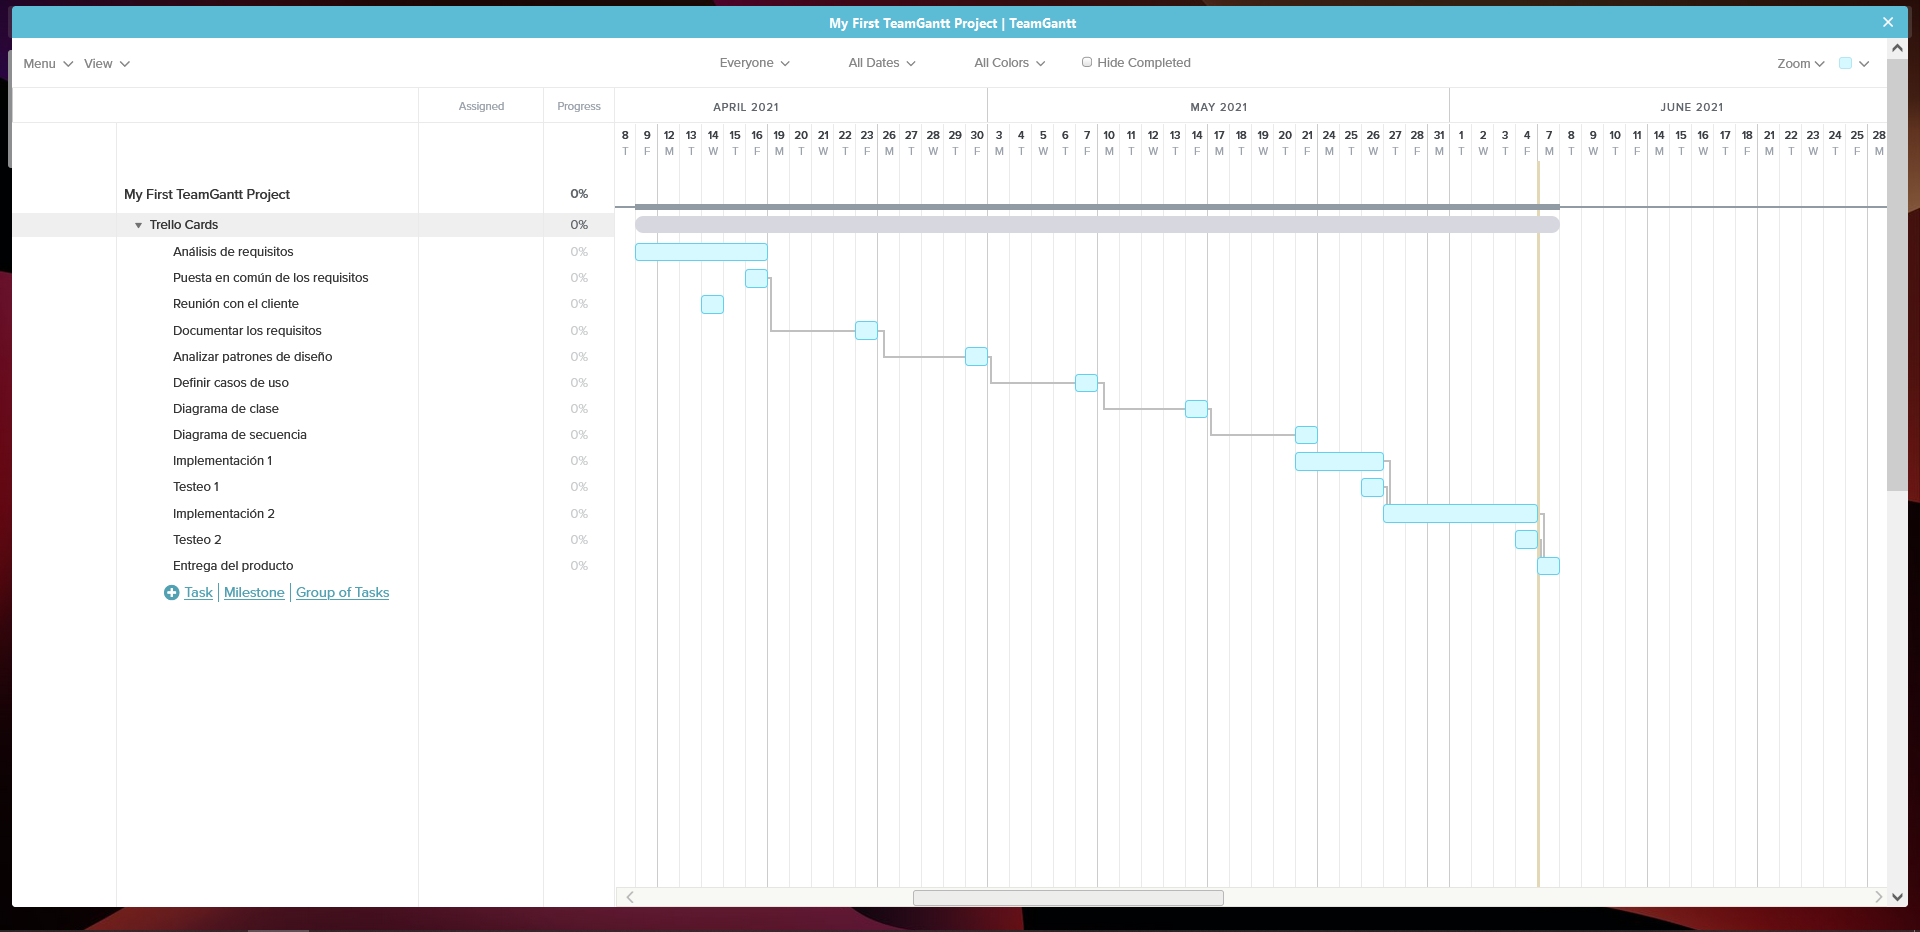 My First TeamGantt Project | TeamGantt
Menu View Everyone All Dates All Colors Hide Completed Zoom
Assigned Progress APRIL 2021 MAY 2021 JUNE 2021
8 9 12 13 14 15 16 19 20 21 22 23 26 27 28 29 30 3 4 5 6 7 10 11 12 13 14 17 18 19 20 21 24 25 26 27 28 31 1 2 3 4 7 8 9 10 11 14 15 16 17 18 21 22 23 24 25 28
T F M T W T F M T W T F M T W T F M T W T F M T W T F M T W T F M T W T F M T W T F M T W T F M T W T F M T W T F M
My First TeamGantt Project 0%
Trello Cards 0%
Análisis de requisitos 0%
Puesta en común de los requisitos 0%
Reunión con el cliente 0%
Documentar los requisitos 0%
Analizar patrones de diseño 0%
Definir casos de uso 0%
Diagrama de clase 0%
Diagrama de secuencia 0%
Implementación 1 0%
Testeo 1 0%
Implementación 2 0%
Testeo 2 0%
Entrega del producto 0%
Task | Milestone | Group of Tasks